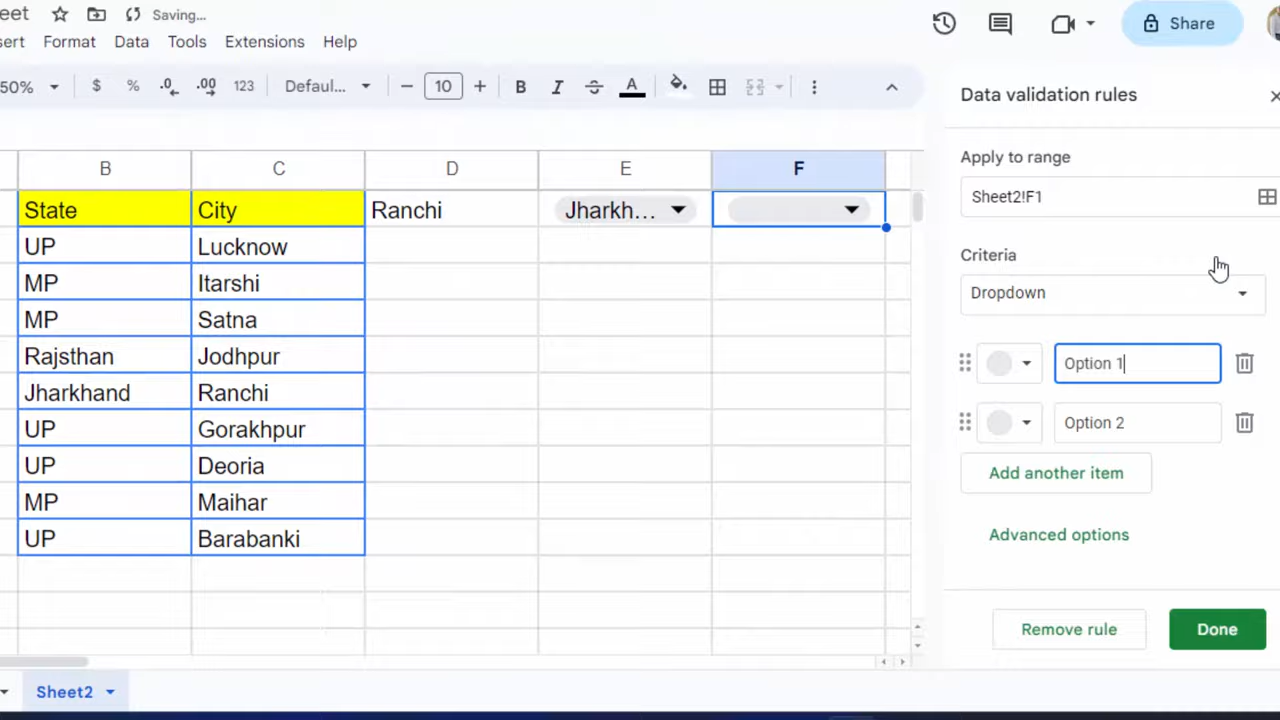 eet Saving...
sert Format Data Tools Extensions Help
Share
50% $ % .0 .00 123 Defaul... − 10 + B I S A
Data validation rules
Apply to range
Sheet2!F1
Criteria
Dropdown
Option 1
Option 2
Add another item
Advanced options
Remove rule Done
B C D E F
State City Ranchi Jharkh...
UP Lucknow
MP Itarshi
MP Satna
Rajsthan Jodhpur
Jharkhand Ranchi
UP Gorakhpur
UP Deoria
MP Maihar
UP Barabanki
Sheet2